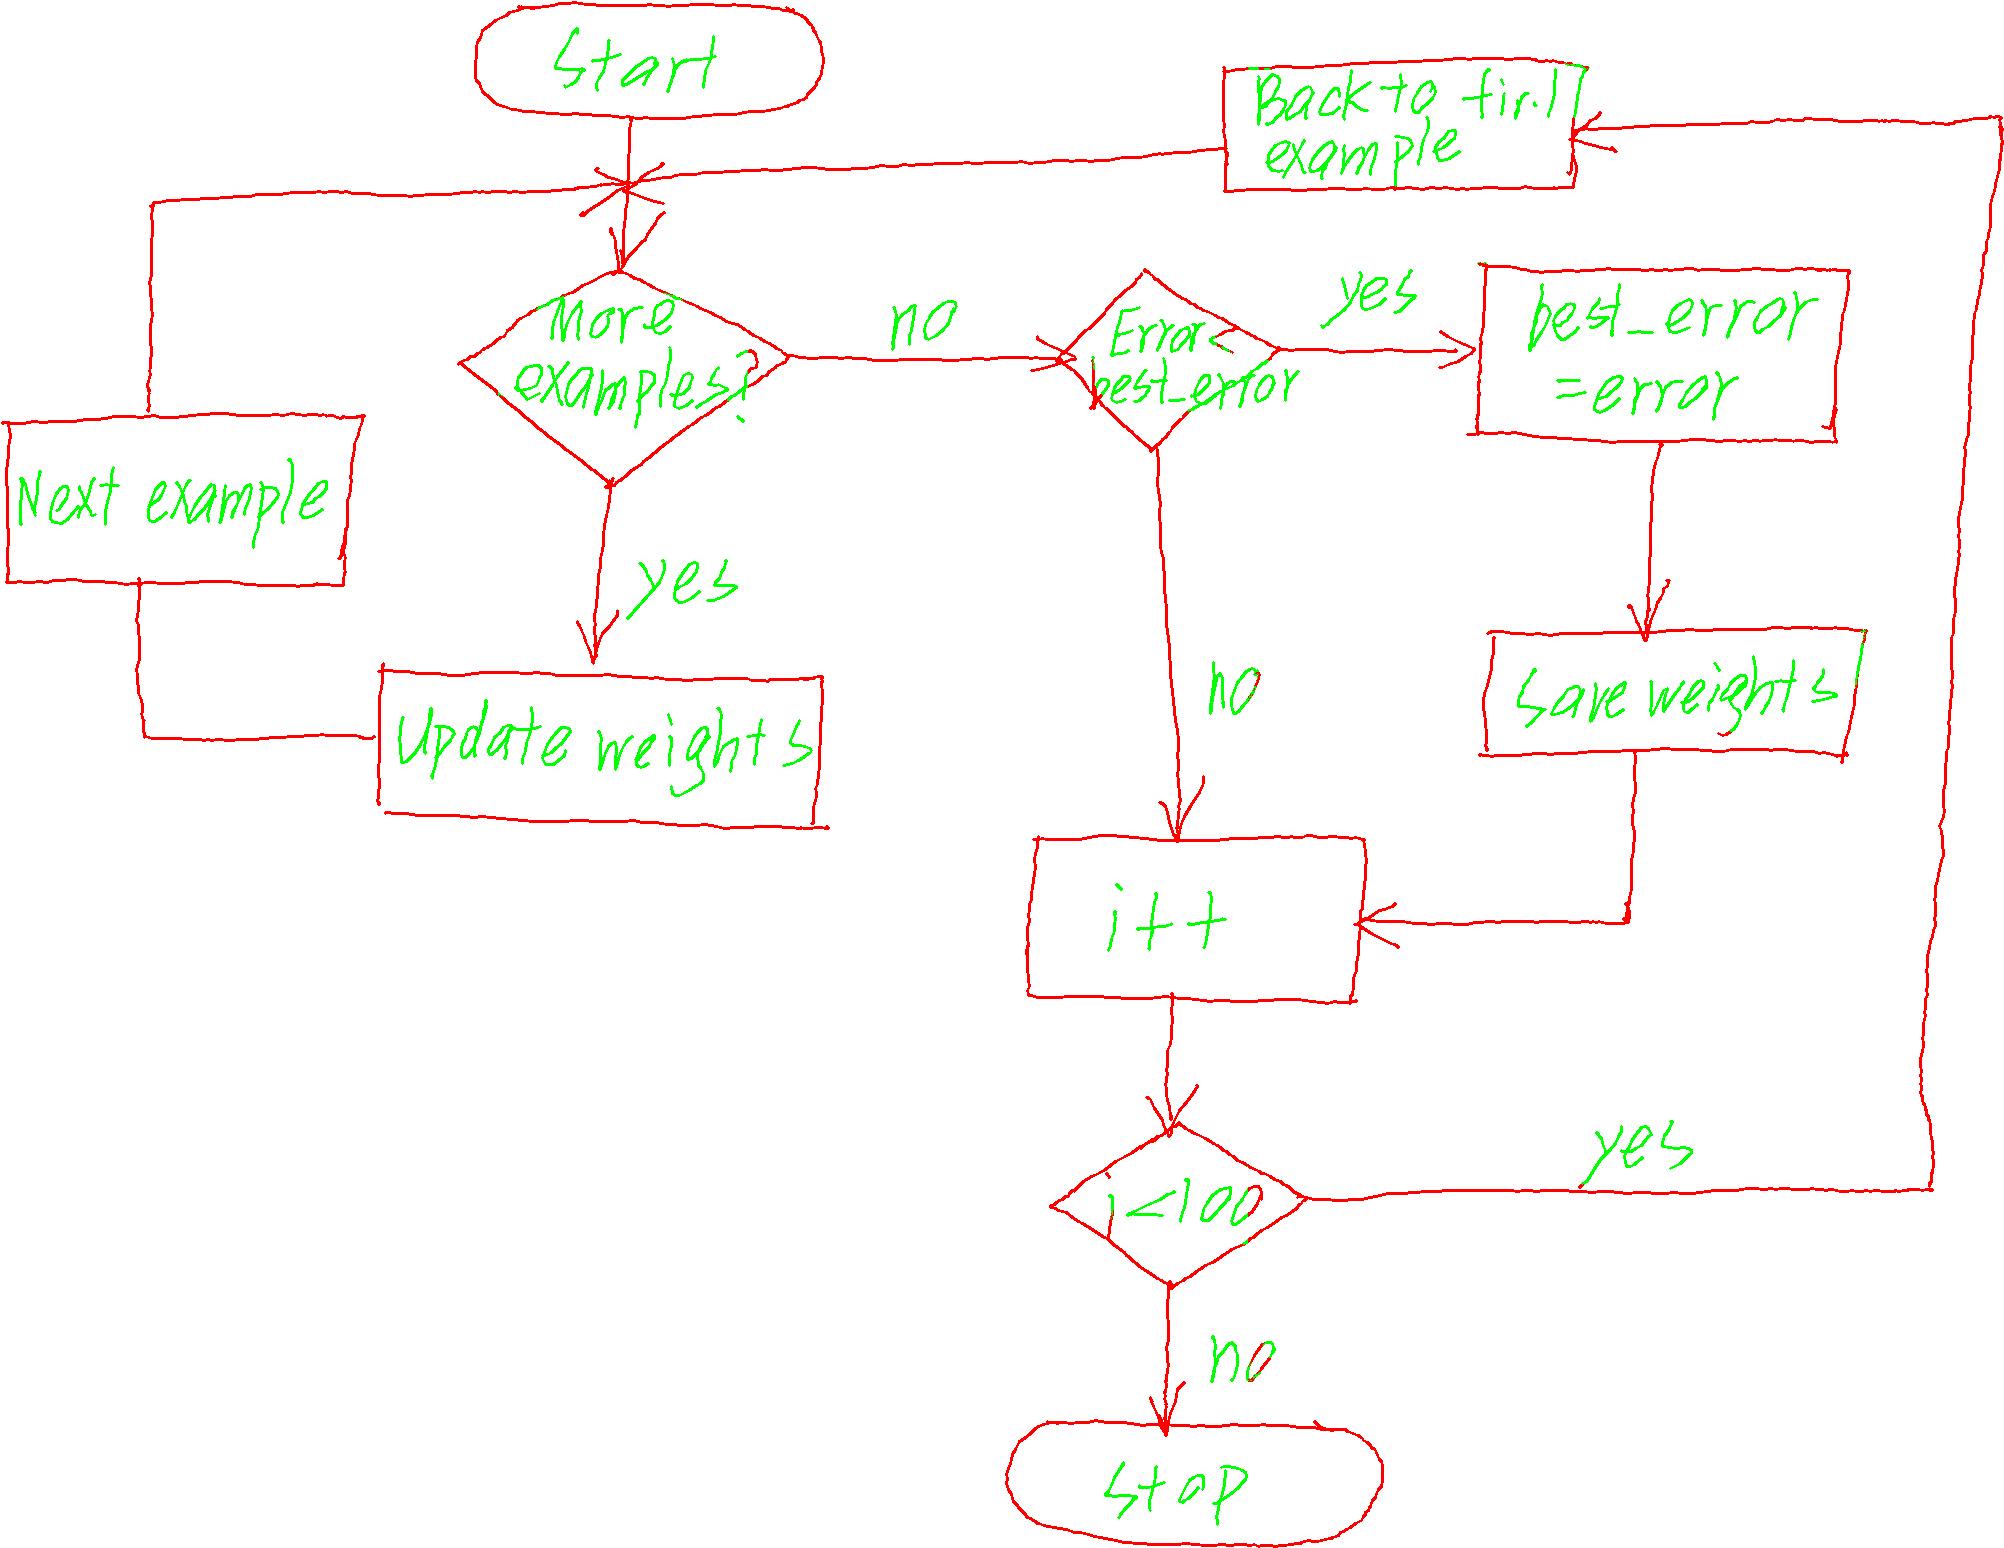 Start
Back to
example
More
examples?
no
Error<
best_error
yes
best_error
=error
Next example
yes
Update weights
no
Save weights
i++
i<100
yes
no
Stop